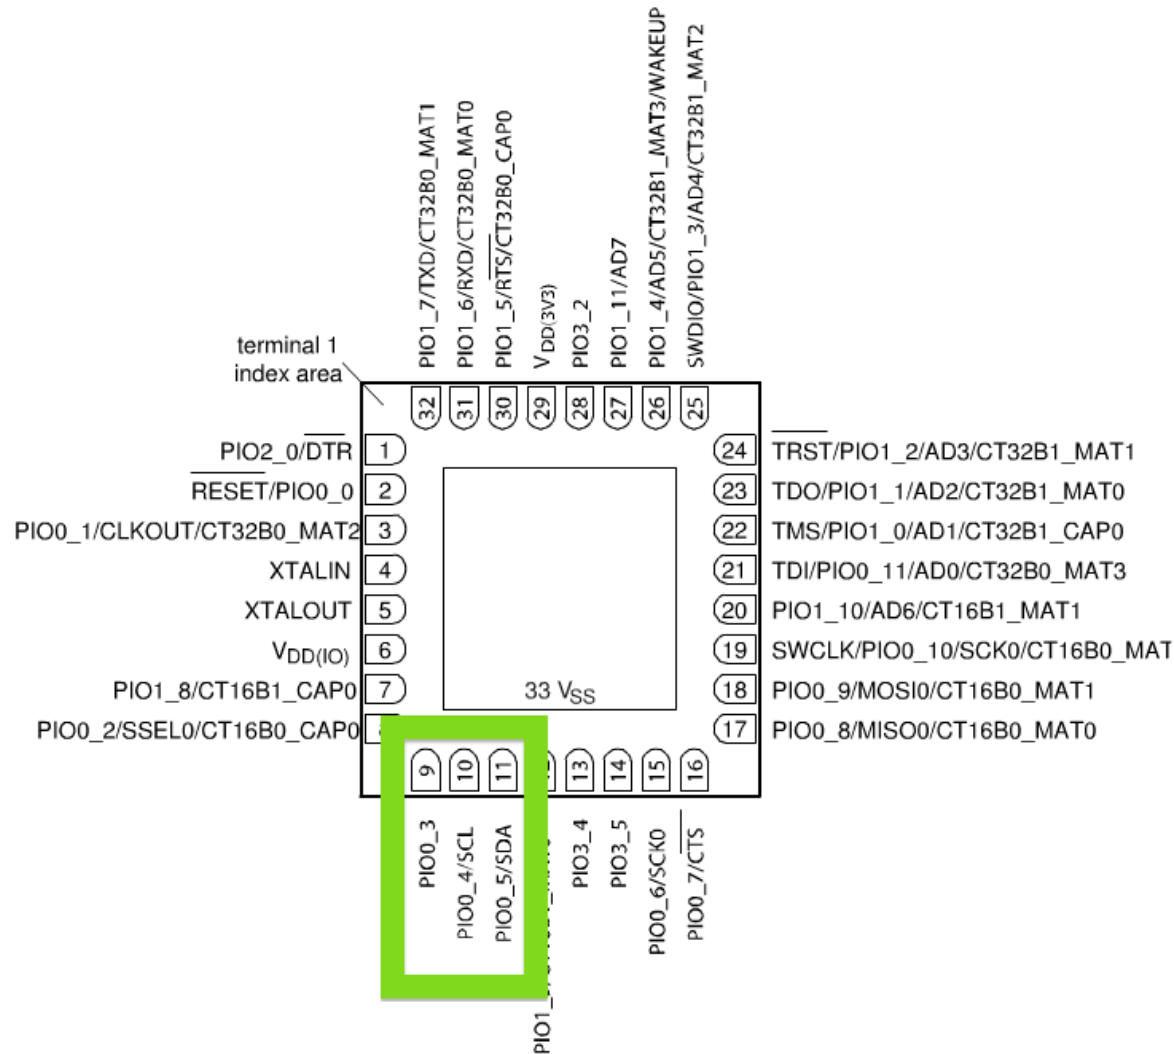 PIO1_7/TXD/CT32B0_MAT1
PIO1_6/RXD/CT32B0_MAT0
PIO1_5/RTS/CT32B0_CAP0
VDD(3V3)
PIO3_2
PIO1_11/AD7
PIO1_4/AD5/CT32B1_MAT3/WAKEUP
SWDIO/PIO1_3/AD4/CT32B1_MAT2
terminal 1
index area
32
31
30
29
28
27
26
25
PIO2_0/DTR 1
RESET/PIO0_0 2
PIO0_1/CLKOUT/CT32B0_MAT2 3
XTALIN 4
XTALOUT 5
VDD(IO) 6
PIO1_8/CT16B1_CAP0 7
PIO0_2/SSEL0/CT16B0_CAP0
24 TRST/PIO1_2/AD3/CT32B1_MAT1
23 TDO/PIO1_1/AD2/CT32B1_MAT0
22 TMS/PIO1_0/AD1/CT32B1_CAP0
21 TDI/PIO0_11/AD0/CT32B0_MAT3
20 PIO1_10/AD6/CT16B1_MAT1
19 SWCLK/PIO0_10/SCK0/CT16B0_MAT
18 PIO0_9/MOSI0/CT16B0_MAT1
17 PIO0_8/MISO0/CT16B0_MAT0
33 VSS
9
10
11
13
14
15
16
PIO0_3
PIO0_4/SCL
PIO0_5/SDA
PIO1
PIO3_4
PIO3_5
PIO0_6/SCK0
PIO0_7/CTS